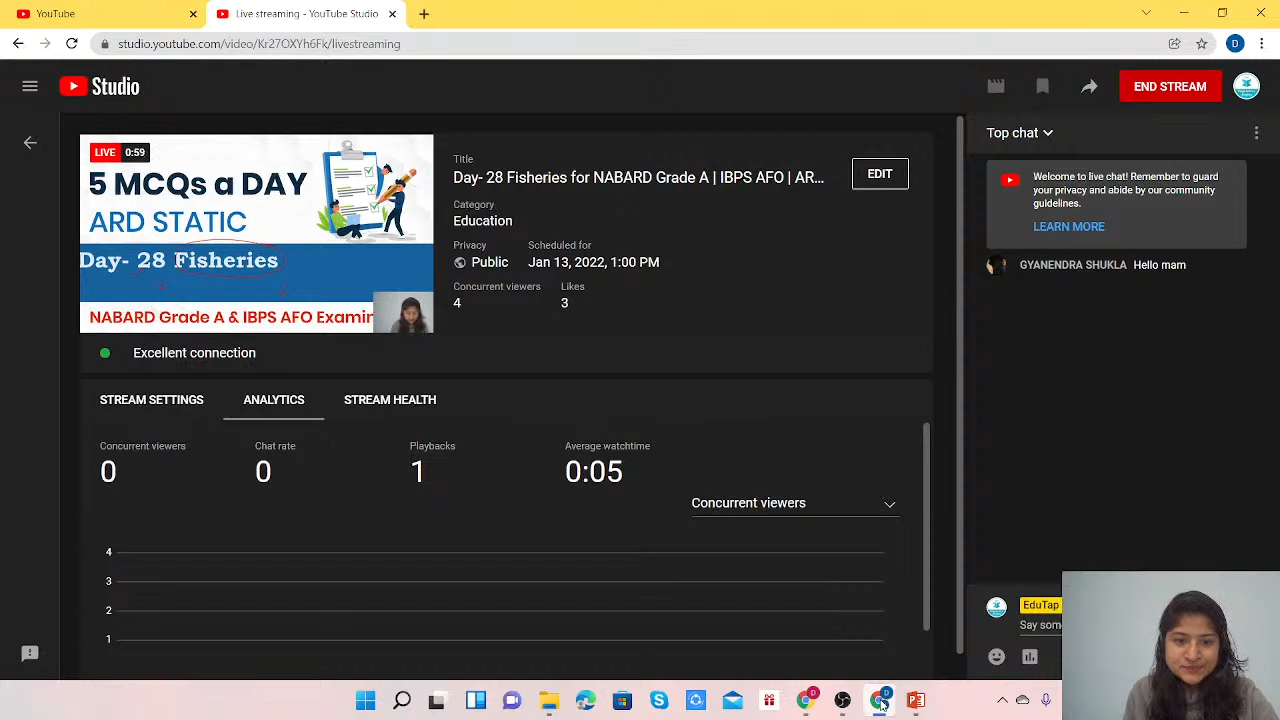 YouTube
Live streaming - YouTube Studio
studio.youtube.com/video/Kr27OXYh6Fk/livestreaming
D
Studio
END STREAM
LIVE 0:59
5 MCQs a DAY
ARD STATIC
Day- 28 Fisheries
NABARD Grade A & IBPS AFO Examin
Title
Day- 28 Fisheries for NABARD Grade A | IBPS AFO | AR...
EDIT
Category
Education
Privacy
Scheduled for
Public
Jan 13, 2022, 1:00 PM
Concurrent viewers
Likes
4
3
Excellent connection
STREAM SETTINGS
ANALYTICS
STREAM HEALTH
Concurrent viewers
Chat rate
Playbacks
Average watchtime
0
0
1
0:05
Concurrent viewers
4
3
2
1
Top chat
Welcome to live chat! Remember to guard
your privacy and abide by our community
guidelines.
LEARN MORE
GYANENDRA SHUKLA Hello mam
EduTap
Say som
D
D